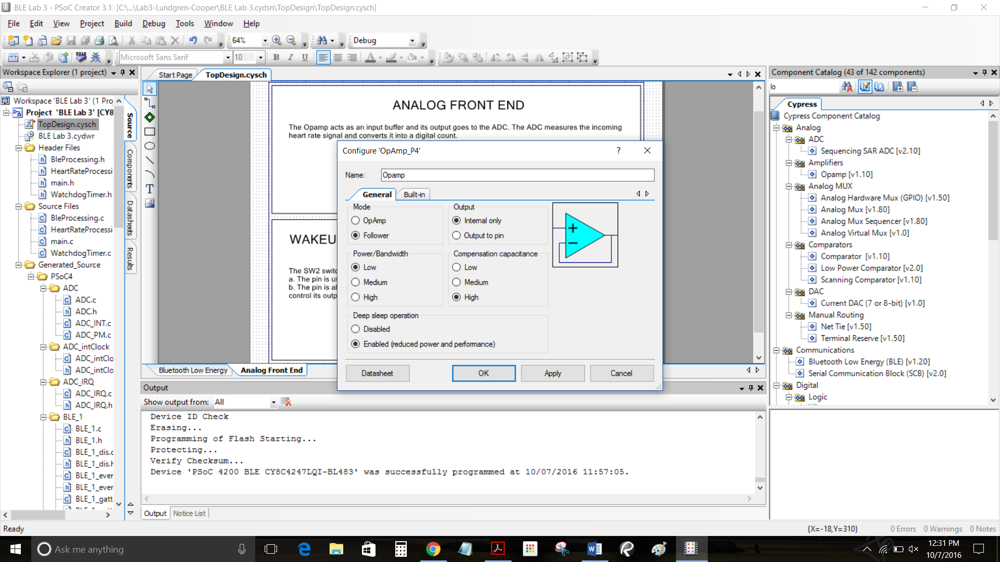 BLE Lab 3 - PSoC Creator 3.1  [C:\...\Lab3-Lundgren-Cooper\BLE Lab 3.cydsn\TopDesign\TopDesign.cysch]
File Edit View Project Build Debug Tools Window Help
64%
Debug
Microsoft Sans Serif
10
B I U
Workspace Explorer (1 project)
Workspace 'BLE Lab 3' (1 Pro
Project 'BLE Lab 3' [CY8
TopDesign.cysch
BLE Lab 3.cydwr
Header Files
BleProcessing.h
HeartRateProcessi
main.h
WatchdogTimer.h
Source Files
BleProcessing.c
HeartRateProcessi
main.c
WatchdogTimer.c
Generated_Source
PSoC4
ADC
ADC.c
ADC.h
ADC_INT.c
ADC_PM.c
ADC_intClock
ADC_intClo
ADC_intClo
ADC_IRQ
ADC_IRQ.c
ADC_IRQ.h
BLE_1
BLE_1.c
BLE_1.h
BLE_1_dis.c
BLE_1_dis.h
BLE_1_ever
BLE_1_ever
BLE_1_gatt
Source
Components
Datasheets
Results
Start Page
TopDesign.cysch
T
ANALOG FRONT END
The Opamp acts as an input buffer and its output goes to the ADC. The ADC measures the incoming
heart rate signal and converts it into a digital count.
WAKEU
The SW2 switc
a. The pin is us
b. The pin is al
control its outp
Bluetooth Low Energy
Analog Front End
Configure 'OpAmp_P4'
?
Name:
Opamp
General
Built-in
Mode
OpAmp
Follower
Output
Internal only
Output to pin
Power/Bandwidth
Low
Medium
High
Compensation capacitance
Low
Medium
High
Deep sleep operation
Disabled
Enabled (reduced power and performance)
Datasheet
OK
Apply
Cancel
Output
Show output from: All
Device ID Check
Erasing...
Programming of Flash Starting...
Protecting...
Verify Checksum...
Device 'PSoC 4200 BLE CY8C4247LQI-BL483' was successfully programmed at 10/07/2016 11:57:05.
Output
Notice List
Component Catalog (43 of 142 components)
lo
Cypress
Cypress Component Catalog
Analog
ADC
Sequencing SAR ADC [v2.10]
Amplifiers
Opamp [v1.10]
Analog MUX
Analog Hardware Mux (GPIO) [v1.50]
Analog Mux [v1.80]
Analog Mux Sequencer [v1.80]
Analog Virtual Mux [v1.0]
Comparators
Comparator [v1.10]
Low Power Comparator [v2.0]
Scanning Comparator [v1.10]
DAC
Current DAC (7 or 8-bit) [v1.0]
Manual Routing
Net Tie [v1.50]
Terminal Reserve [v1.50]
Communications
Bluetooth Low Energy (BLE) [v1.20]
Serial Communication Block (SCB) [v2.0]
Digital
Logic
Ready
{X=-18,Y=310}
0 Errors
0 Warnings
0 Notes
Ask me anything
12:31 PM
10/7/2016